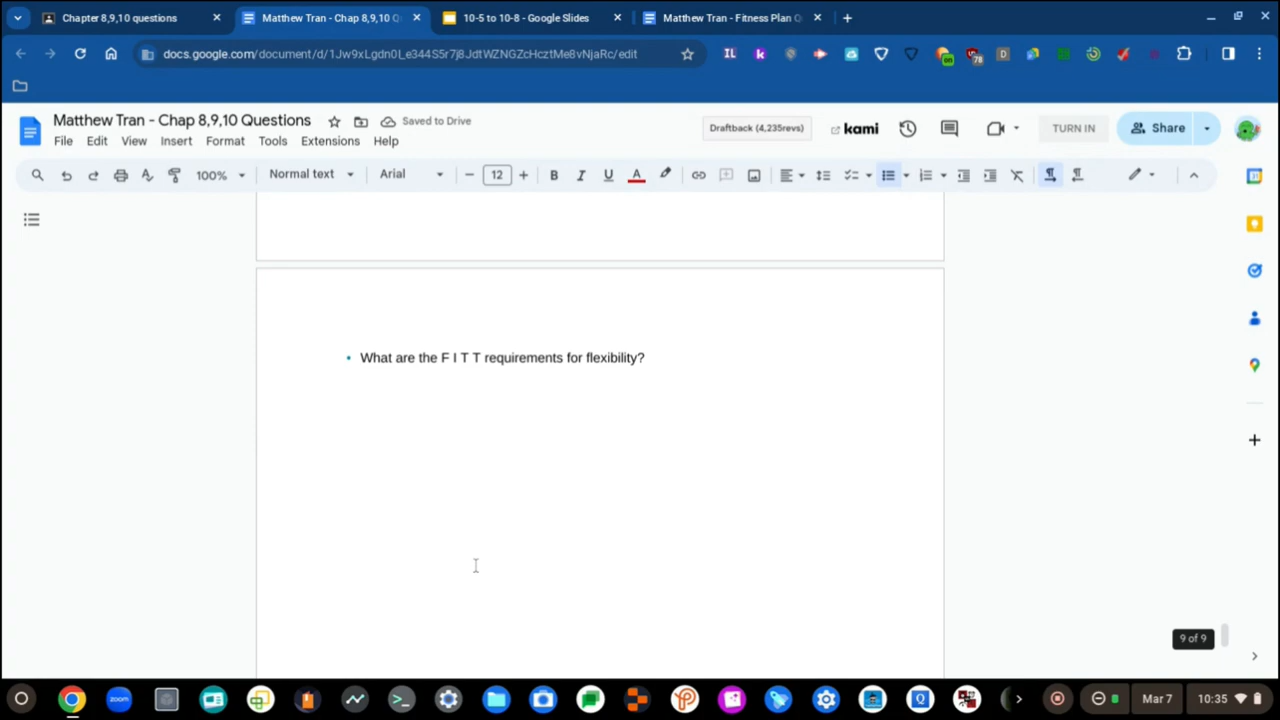 Chapter 8,9,10 questions
Matthew Tran - Chap 8,9,10 Q
10-5 to 10-8 - Google Slides
Matthew Tran - Fitness Plan Q
docs.google.com/document/d/1Jw9xLgdn0I_e344S5r7j8JdtWZNGZcHcztMe8vNjaRc/edit
Matthew Tran - Chap 8,9,10 Questions
Saved to Drive
Draftback (4,235revs)
kami
TURN IN
Share
File Edit View Insert Format Tools Extensions Help
100% Normal text Arial 12
What are the F I T T requirements for flexibility?
9 of 9
Mar 7
10:35